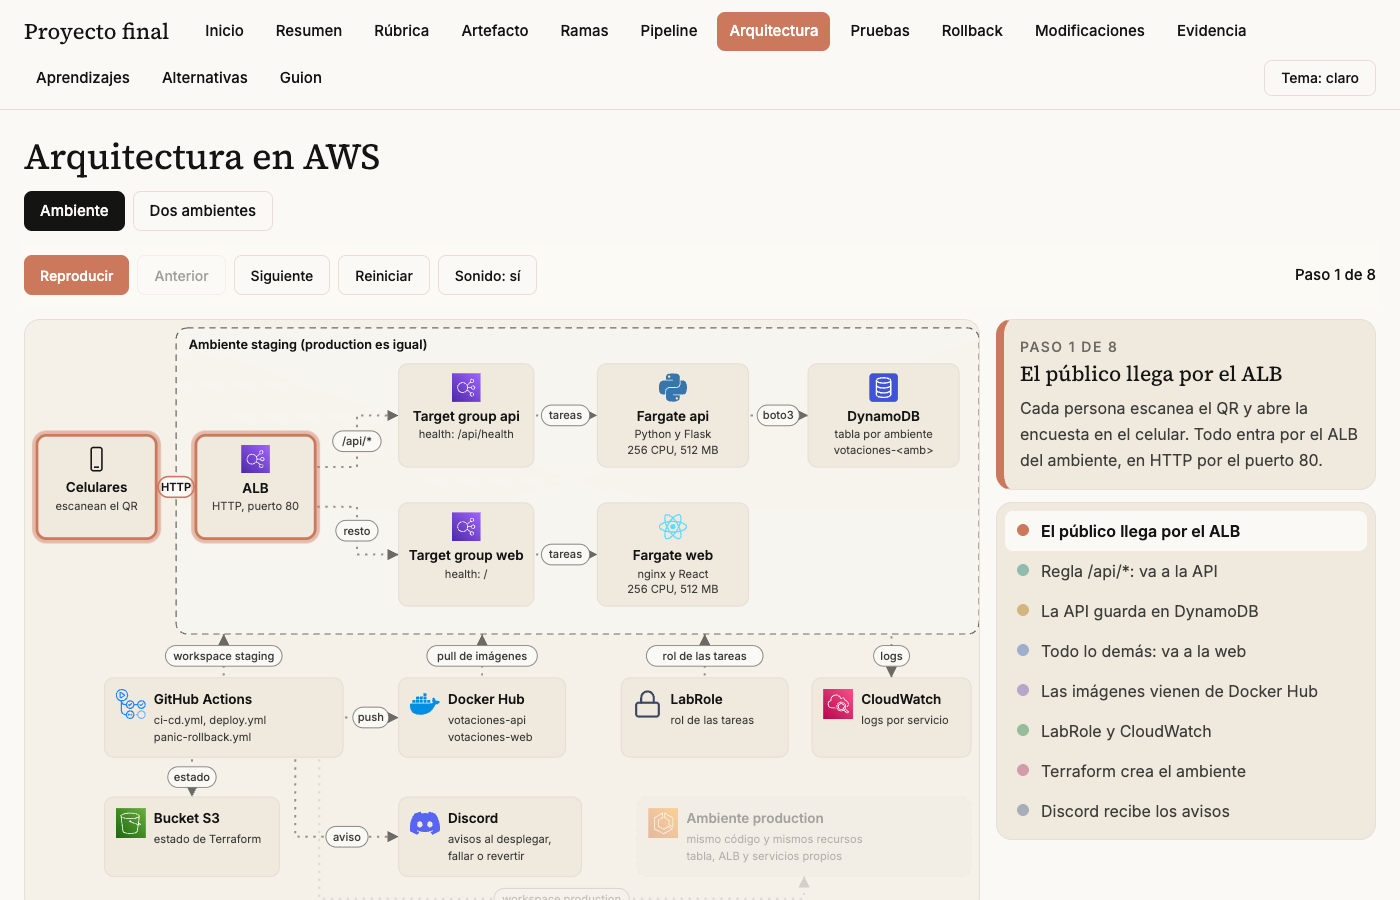 Proyecto final
Inicio
Resumen
Rúbrica
Artefacto
Ramas
Pipeline
Arquitectura
Pruebas
Rollback
Modificaciones
Evidencia
Aprendizajes
Alternativas
Guion
Tema: claro
Arquitectura en AWS
Ambiente
Dos ambientes
Reproducir
Anterior
Siguiente
Reiniciar
Sonido: sí
Paso 1 de 8
Ambiente staging (production es igual)
Celulares
escanean el QR
HTTP
ALB
HTTP, puerto 80
/api/*
resto
Target group api
health: /api/health
tareas
Fargate api
Python y Flask
256 CPU, 512 MB
boto3
DynamoDB
tabla por ambiente
votaciones-<amb>
Target group web
health: /
tareas
Fargate web
nginx y React
256 CPU, 512 MB
workspace staging
pull de imágenes
rol de las tareas
logs
GitHub Actions
ci-cd.yml, deploy.yml
panic-rollback.yml
push
Docker Hub
votaciones-api
votaciones-web
LabRole
rol de las tareas
CloudWatch
logs por servicio
estado
Bucket S3
estado de Terraform
aviso
Discord
avisos al desplegar,
fallar o revertir
Ambiente production
mismo código y mismos recursos
tabla, ALB y servicios propios
workspace production
PASO 1 DE 8
El público llega por el ALB
Cada persona escanea el QR y abre la
encuesta en el celular. Todo entra por el ALB
del ambiente, en HTTP por el puerto 80.
El público llega por el ALB
Regla /api/*: va a la API
La API guarda en DynamoDB
Todo lo demás: va a la web
Las imágenes vienen de Docker Hub
LabRole y CloudWatch
Terraform crea el ambiente
Discord recibe los avisos